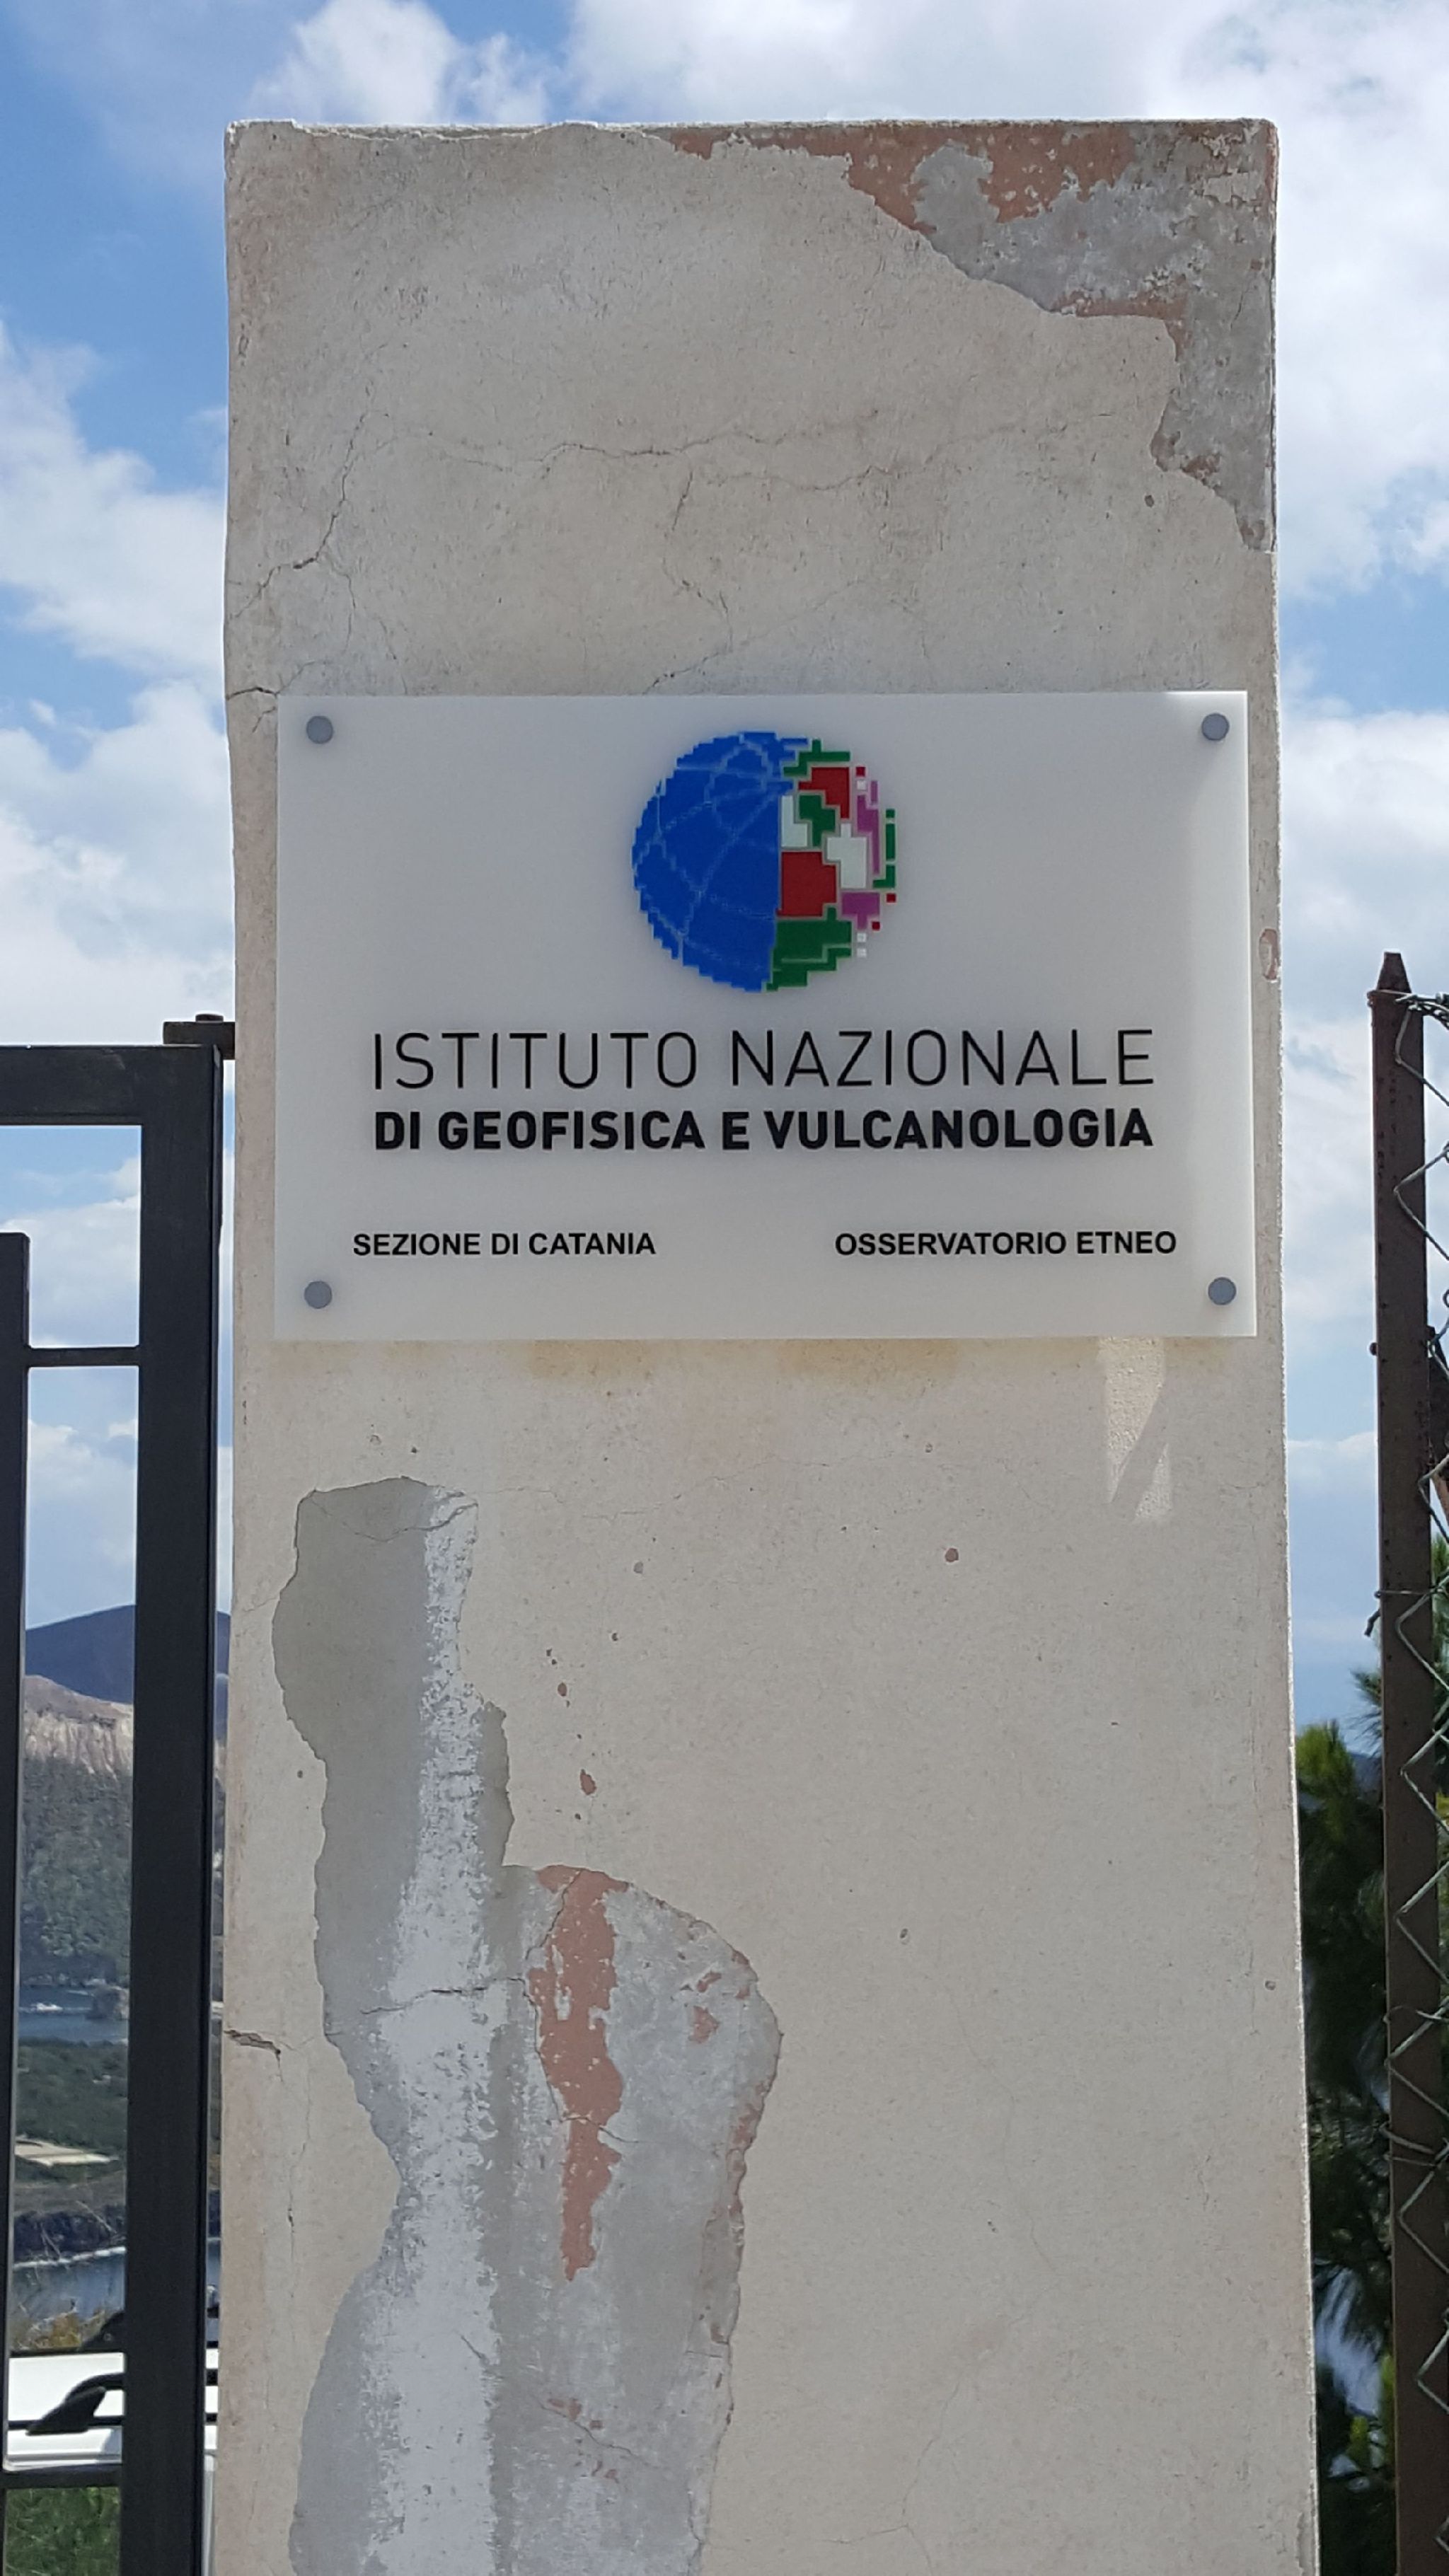 ISTITUTO NAZIONALE
DI GEOFISICA E VULCANOLOGIA
SEZIONE DI CATANIA OSSERVATORIO ETNEO